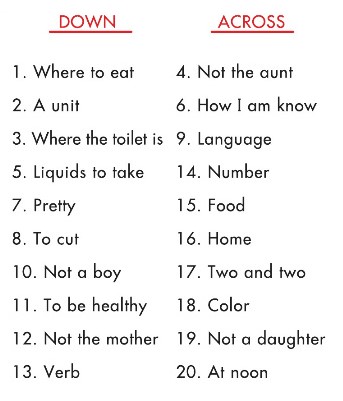 DOWN
1. Where to eat
2. A unit
3. Where the toilet is
5. Liquids to take
7. Pretty
8. To cut
10. Not a boy
11. To be healthy
12. Not the mother
13. Verb
ACROSS
4. Not the aunt
6. How I am know
9. Language
14. Number
15. Food
16. Home
17. Two and two
18. Color
19. Not a daughter
20. At noon